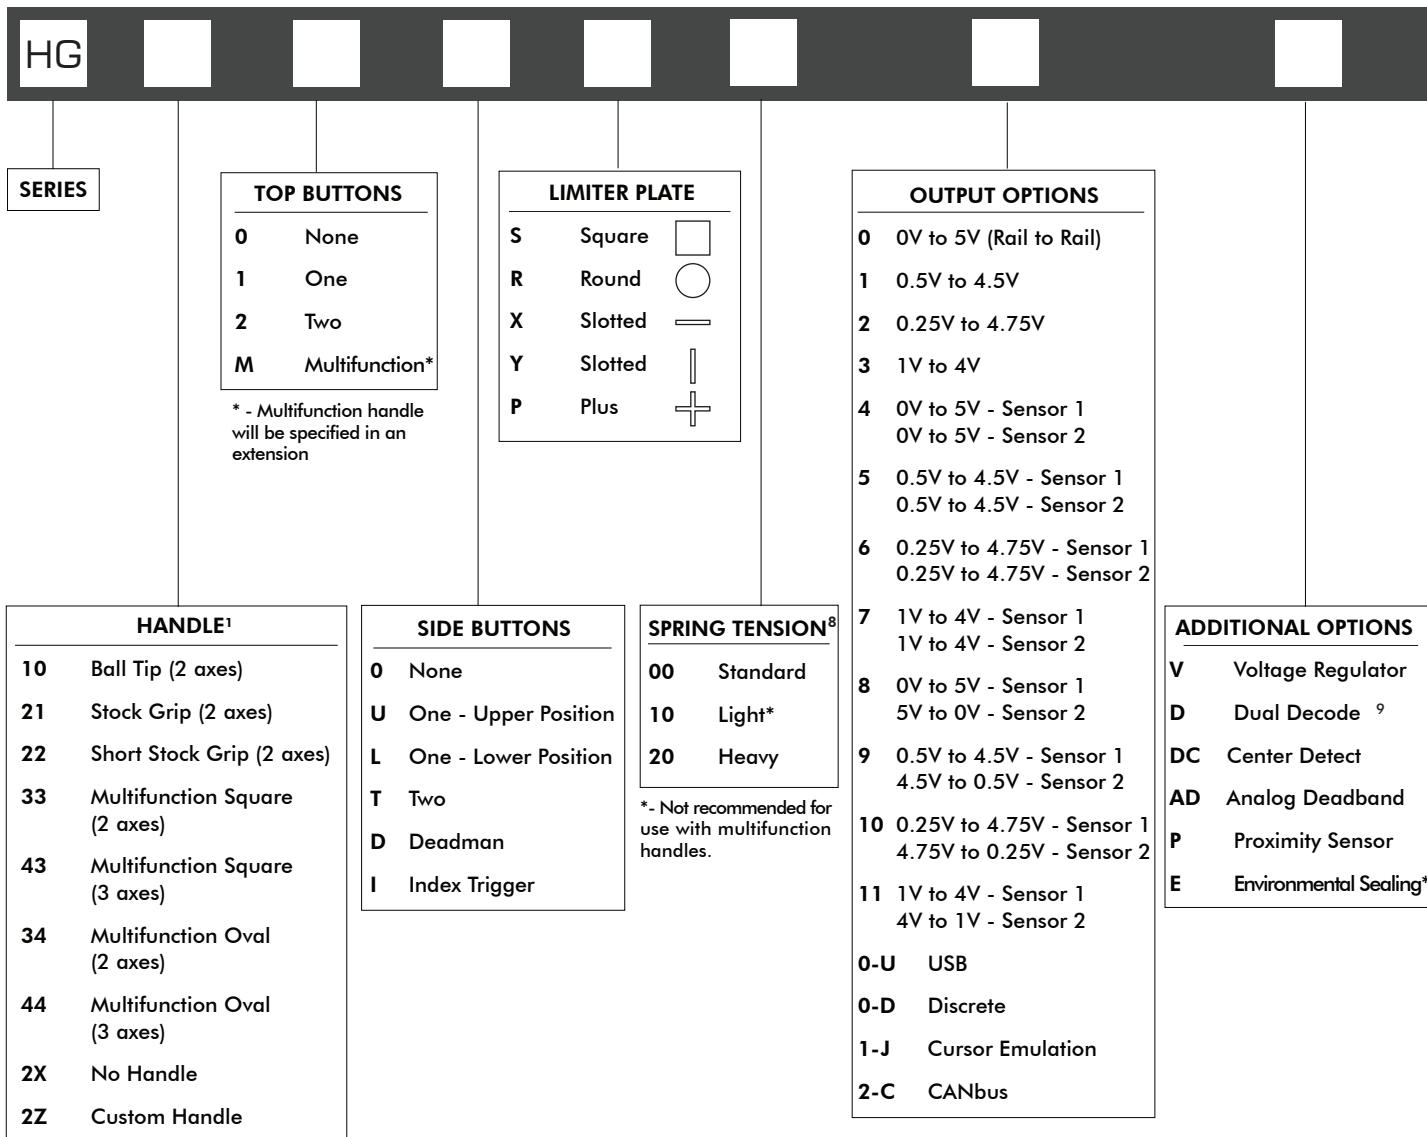 HG
SERIES
TOP BUTTONS
0 None
1 One
2 Two
M Multifunction*
* - Multifunction handle
will be specified in an
extension
LIMITER PLATE
S Square
R Round
X Slotted
Y Slotted
P Plus
OUTPUT OPTIONS
0 0V to 5V (Rail to Rail)
1 0.5V to 4.5V
2 0.25V to 4.75V
3 1V to 4V
4 0V to 5V - Sensor 1
0V to 5V - Sensor 2
5 0.5V to 4.5V - Sensor 1
0.5V to 4.5V - Sensor 2
6 0.25V to 4.75V - Sensor 1
0.25V to 4.75V - Sensor 2
7 1V to 4V - Sensor 1
1V to 4V - Sensor 2
8 0V to 5V - Sensor 1
5V to 0V - Sensor 2
9 0.5V to 4.5V - Sensor 1
4.5V to 0.5V - Sensor 2
10 0.25V to 4.75V - Sensor 1
4.75V to 0.25V - Sensor 2
11 1V to 4V - Sensor 1
4V to 1V - Sensor 2
0-U USB
0-D Discrete
1-J Cursor Emulation
2-C CANbus
HANDLE¹
10 Ball Tip (2 axes)
21 Stock Grip (2 axes)
22 Short Stock Grip (2 axes)
33 Multifunction Square
(2 axes)
43 Multifunction Square
(3 axes)
34 Multifunction Oval
(2 axes)
44 Multifunction Oval
(3 axes)
2X No Handle
2Z Custom Handle
SIDE BUTTONS
0 None
U One - Upper Position
L One - Lower Position
T Two
D Deadman
I Index Trigger
SPRING TENSION⁸
00 Standard
10 Light*
20 Heavy
*- Not recommended for
use with multifunction
handles.
ADDITIONAL OPTIONS
V Voltage Regulator
D Dual Decode ⁹
DC Center Detect
AD Analog Deadband
P Proximity Sensor
E Environmental Sealing*